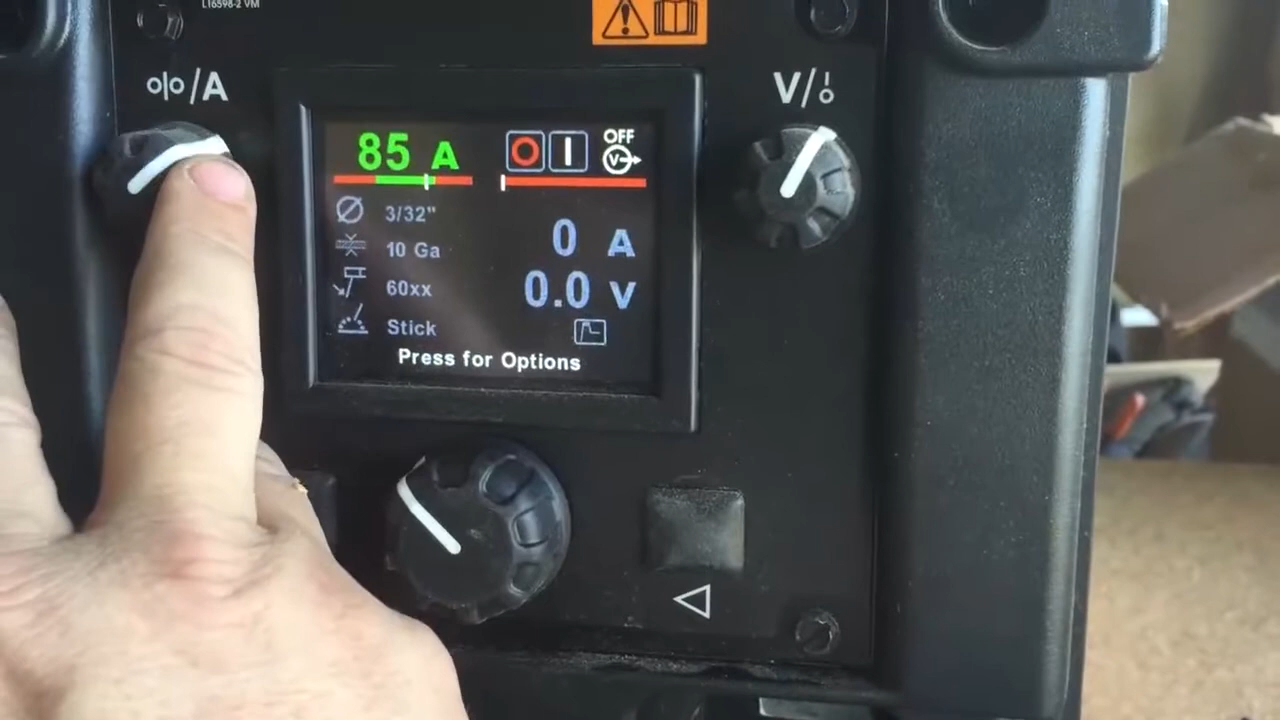 L16598-2 VM
o|o/A
V/
85 A
OFF
V
3/32"
0 A
10 Ga
60xx
0.0 V
Stick
Press for Options